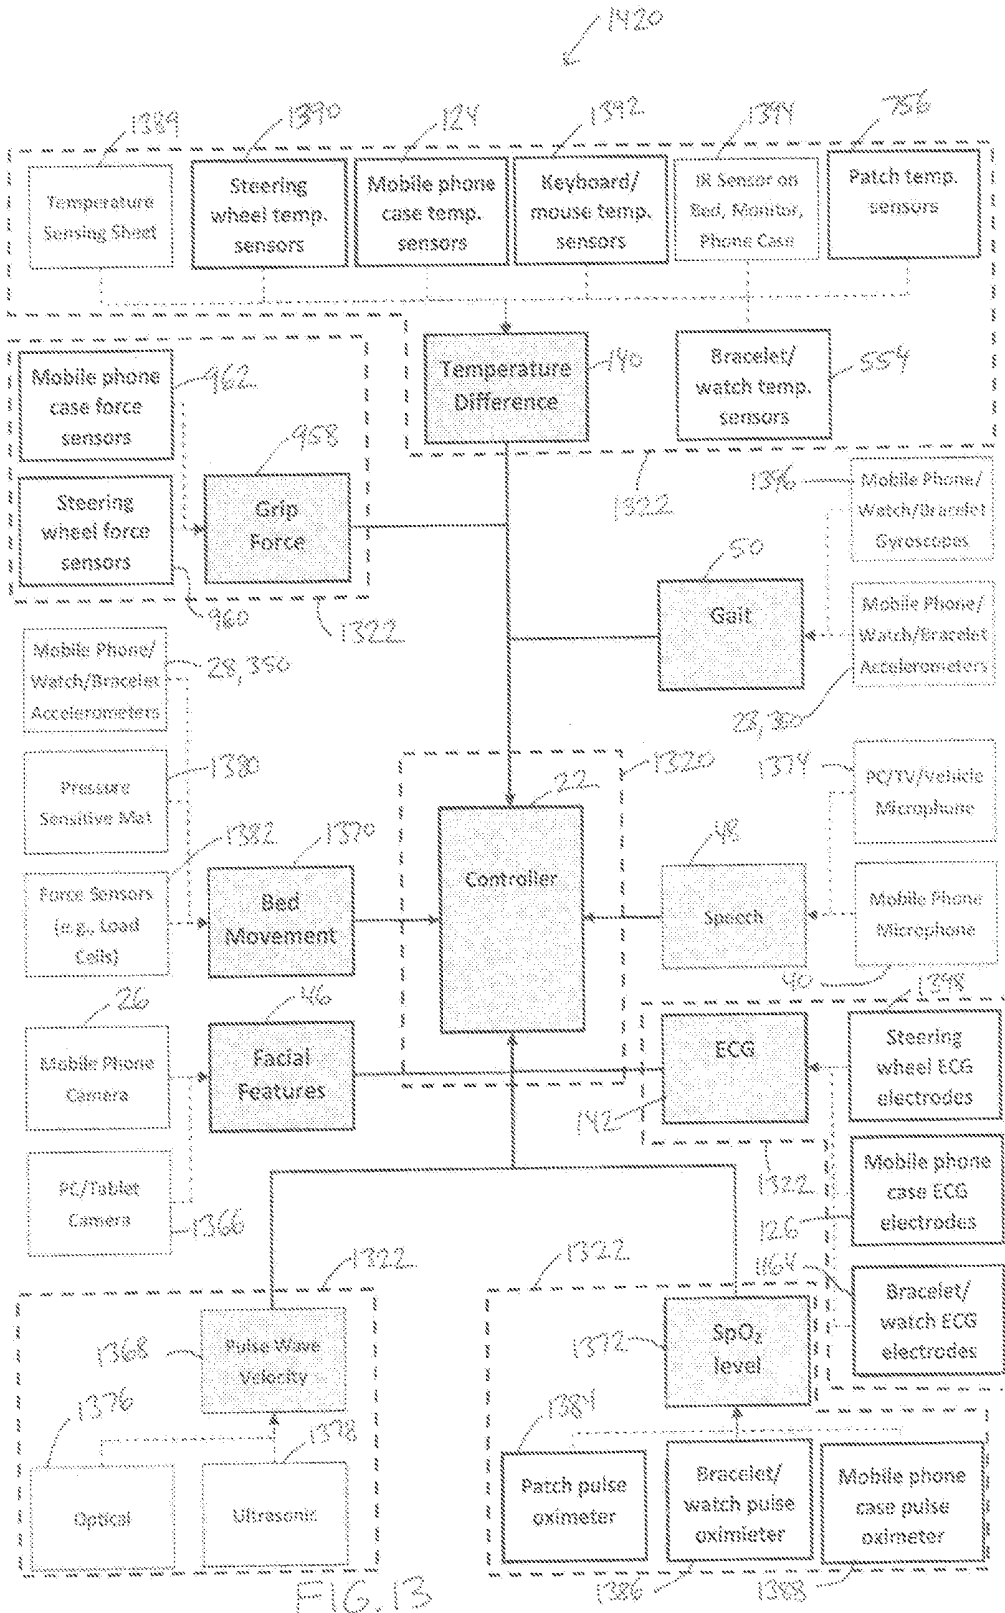 1420
1389
1390
124
1392
1394
756
Temperature
Sensing Sheet
Steering
wheel temp.
sensors
Mobile phone
case temp.
sensors
Keyboard/
mouse temp.
sensors
IR Sensor on
Bed, Monitor,
Phone Case
Patch temp.
sensors
Mobile phone
case force
sensors
962
Temperature
Difference
140
Bracelet/
watch temp.
sensors
554
958
Steering
wheel force
sensors
Grip
Force
960
1322
1322
1396
Mobile Phone/
Watch/Bracelet
Gyroscopes
50
Gait
Mobile Phone/
Watch/Bracelet
Accelerometers
28,350
Mobile Phone/
Watch/Bracelet
Accelerometers
28,350
1380
Pressure
Sensitive Mat
1320
22
1374
PC/TV/Vehicle
Microphone
1382
1370
Controller
48
Force Sensors
(e.g., Load
Cells)
Bed
Movement
Speech
Mobile Phone
Microphone
40
26
46
1398
Mobile Phone
Camera
Facial
Features
ECG
142
Steering
wheel ECG
electrodes
PC/Tablet
Camera
1366
1322
126
Mobile phone
case ECG
electrodes
1164
Bracelet/
watch ECG
electrodes
1322
1322
1368
Pulse Wave
Velocity
1372
SpO₂
level
1376
1378
1384
Optical
Ultrasonic
Patch pulse
oximeter
Bracelet/
watch pulse
oximieter
Mobile phone
case pulse
oximeter
1386
1388
FIG. 13